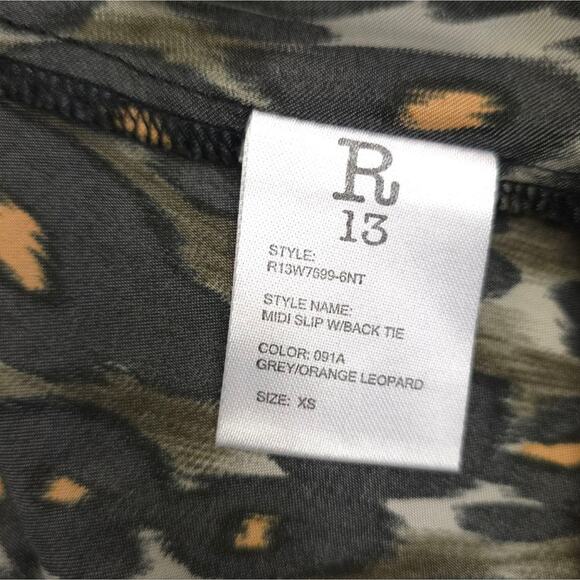 R
13
STYLE:
R13W7699-6NT
STYLE NAME:
MIDI SLIP W/BACK TIE
COLOR: 091A
GREY/ORANGE LEOPARD
SIZE: XS